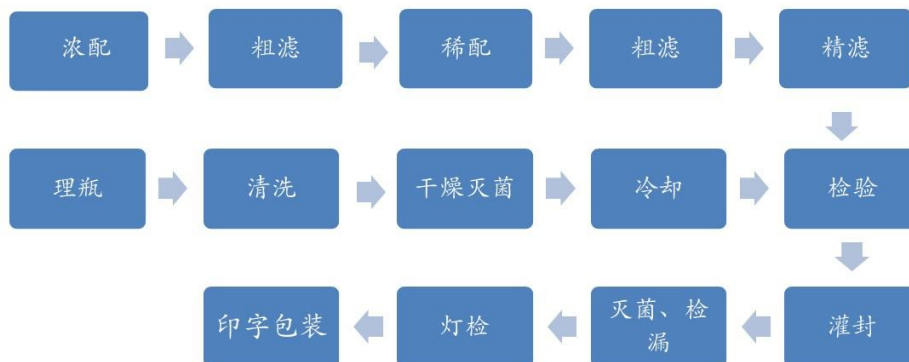 浓配
粗滤
稀配
粗滤
精滤
理瓶
清洗
干燥灭菌
冷却
检验
印字包装
灯检
灭菌、检
漏
灌封